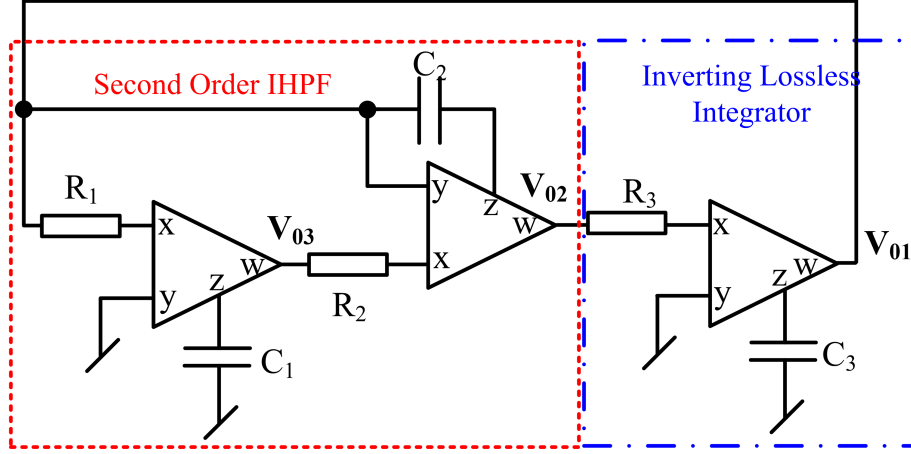 C₂
Second Order IHPF
Inverting Lossless
Integrator
R₁
x
y
z
w
V₀₃
R₂
C₁
y
x
z
w
V₀₂
R₃
x
y
z
w
V₀₁
C₃